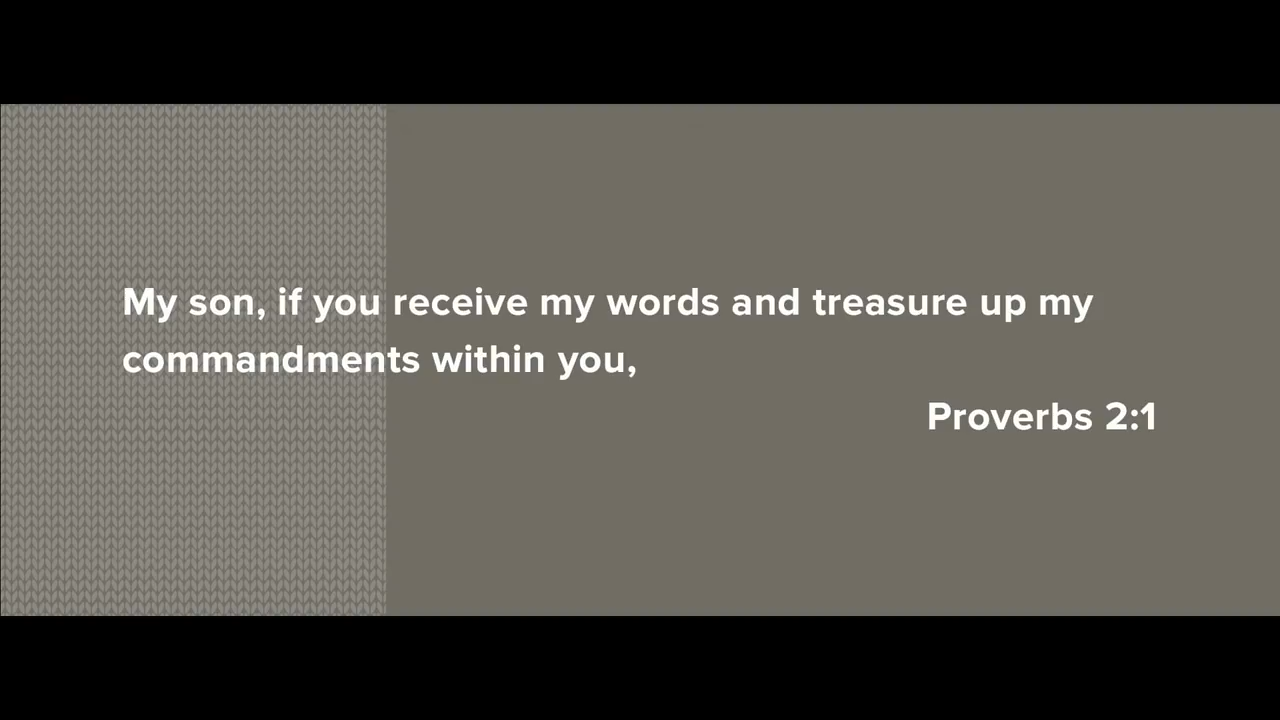 My son, if you receive my words and treasure up my
commandments within you,
Proverbs 2:1